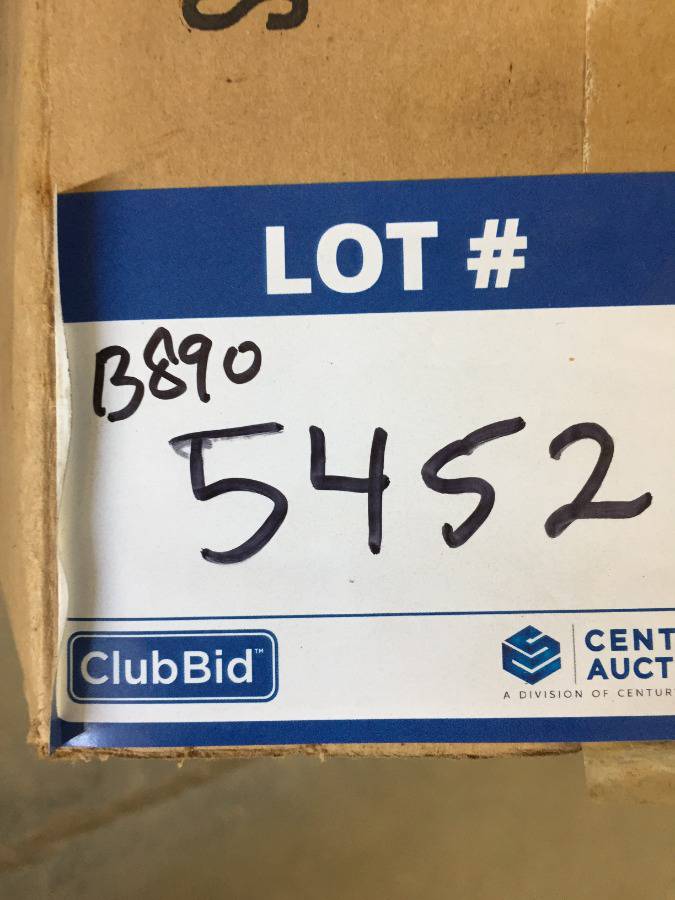 LOT #
B890
5452
ClubBid™
CENT
AUCT
A DIVISION OF CENTUR